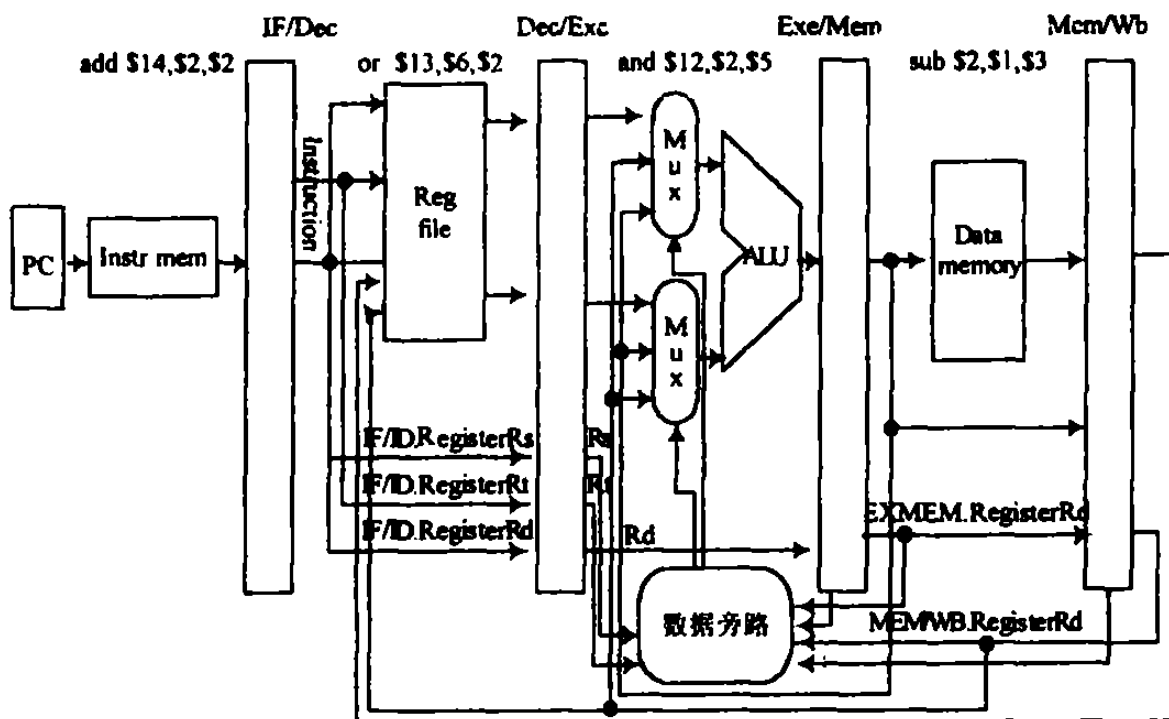 IF/Dec
Dec/Exc
Exe/Mem
Mem/Wb
add $14,$2,$2
or $13,$6,$2
and $12,$2,$5
sub $2,$1,$3
Instruction
Mux
Reg
file
PC
Instr mem
ALU
Data
memory
Mux
IF/ID.RegisterRs
Rs
IF/ID.RegisterRt
Rt
EXMEM.RegisterRd
IF/ID.RegisterRd
Rd
数据旁路
MEM/WB.RegisterRd